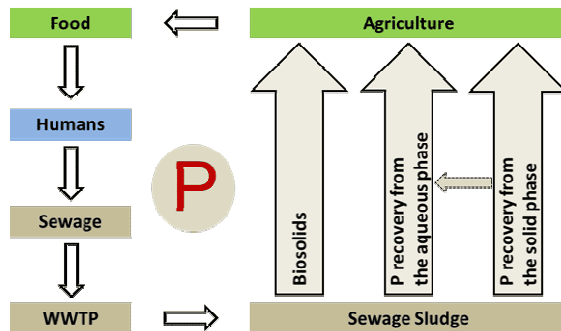 Food
Agriculture
Humans
P
Sewage
Biosolids
P recovery from
the aqueous phase
P recovery from
the solid phase
WWTP
Sewage Sludge